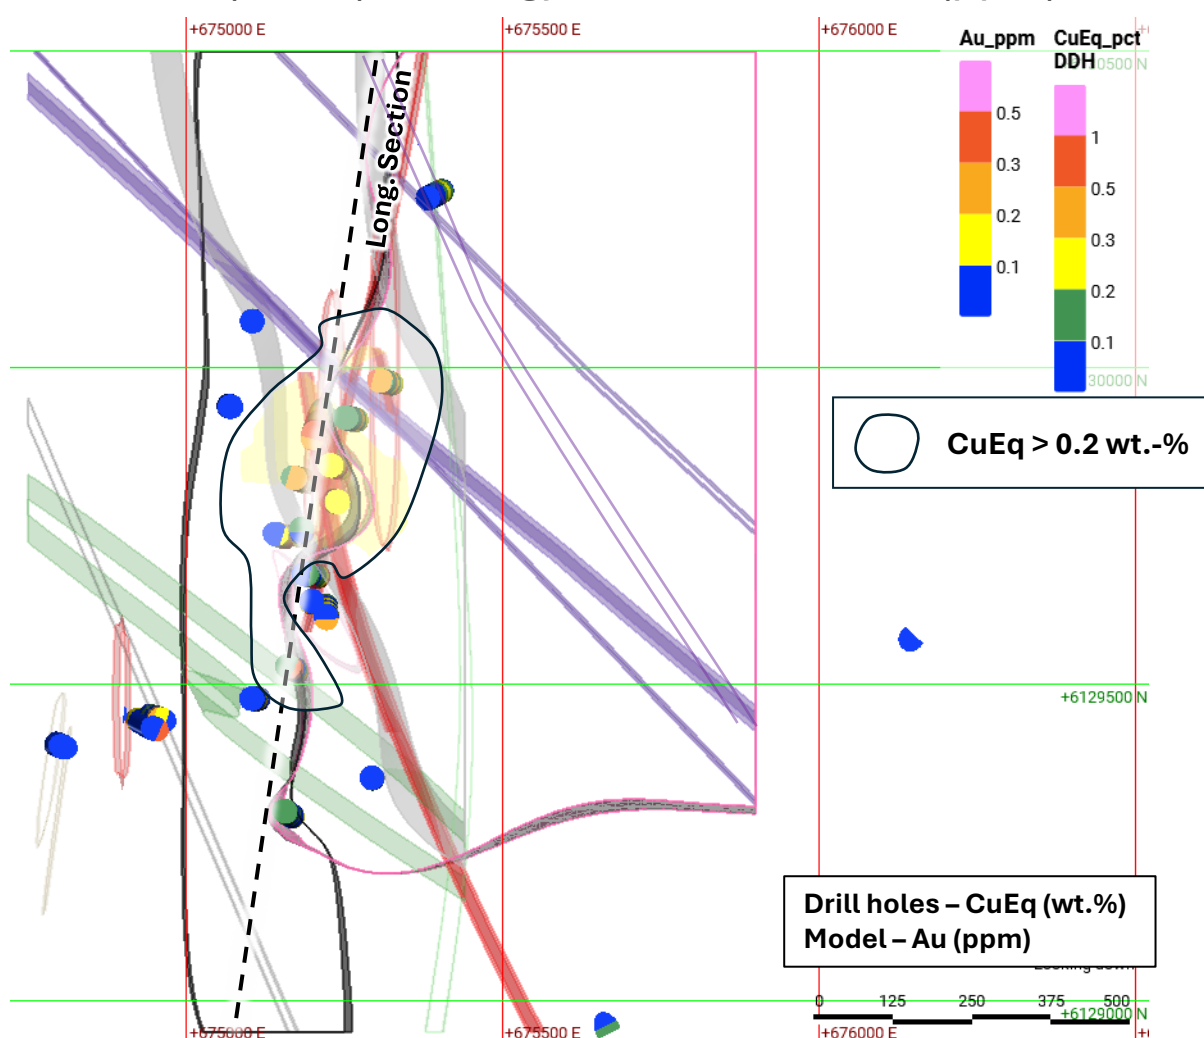 +675000 E
+675500 E
+676000 E
Au_ppm
CuEq_pct
DDH
0500 N
0.5
0.3
0.2
0.1
1
0.5
0.3
0.2
0.1
Long. Section
30000 N
CuEq > 0.2 wt.-%
+6129500 N
Drill holes – CuEq (wt.%)
Model – Au (ppm)
0 125 250 375 500
+6129000 N
+675000 E
+675500 E
+676000 E